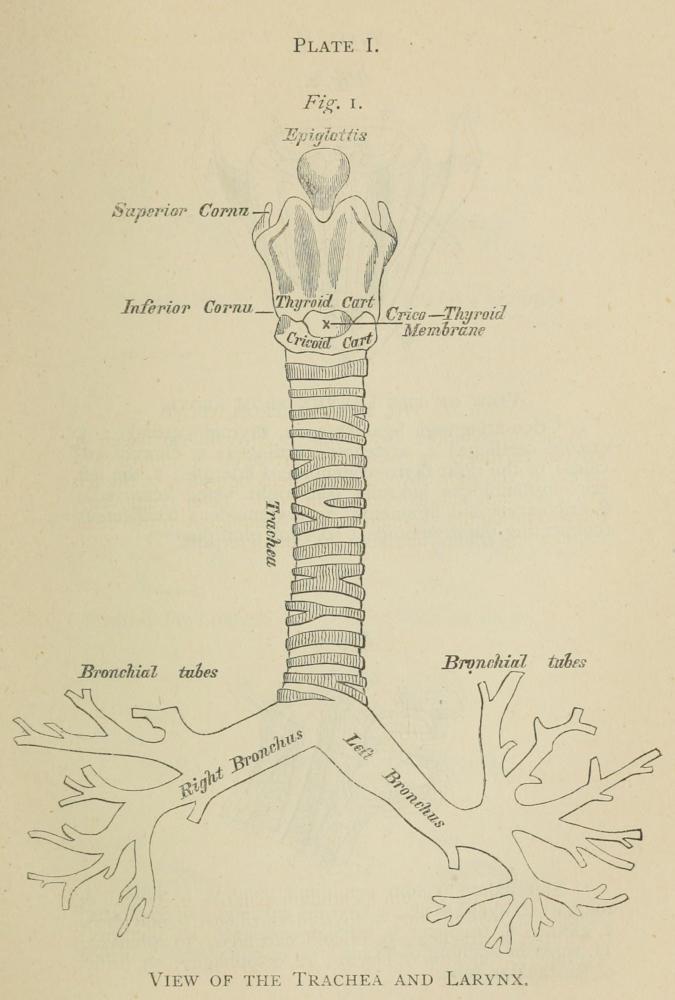 PLATE I.
Fig. 1.
Epiglottis
Superior Cornu
Inferior Cornu
Thyroid Cart
Crico-Thyroid
Membrane
x
Cricoid Cart
Trachea
Bronchial tubes
Bronchial tubes
Right Bronchus
Left Bronchus
VIEW OF THE TRACHEA AND LARYNX.